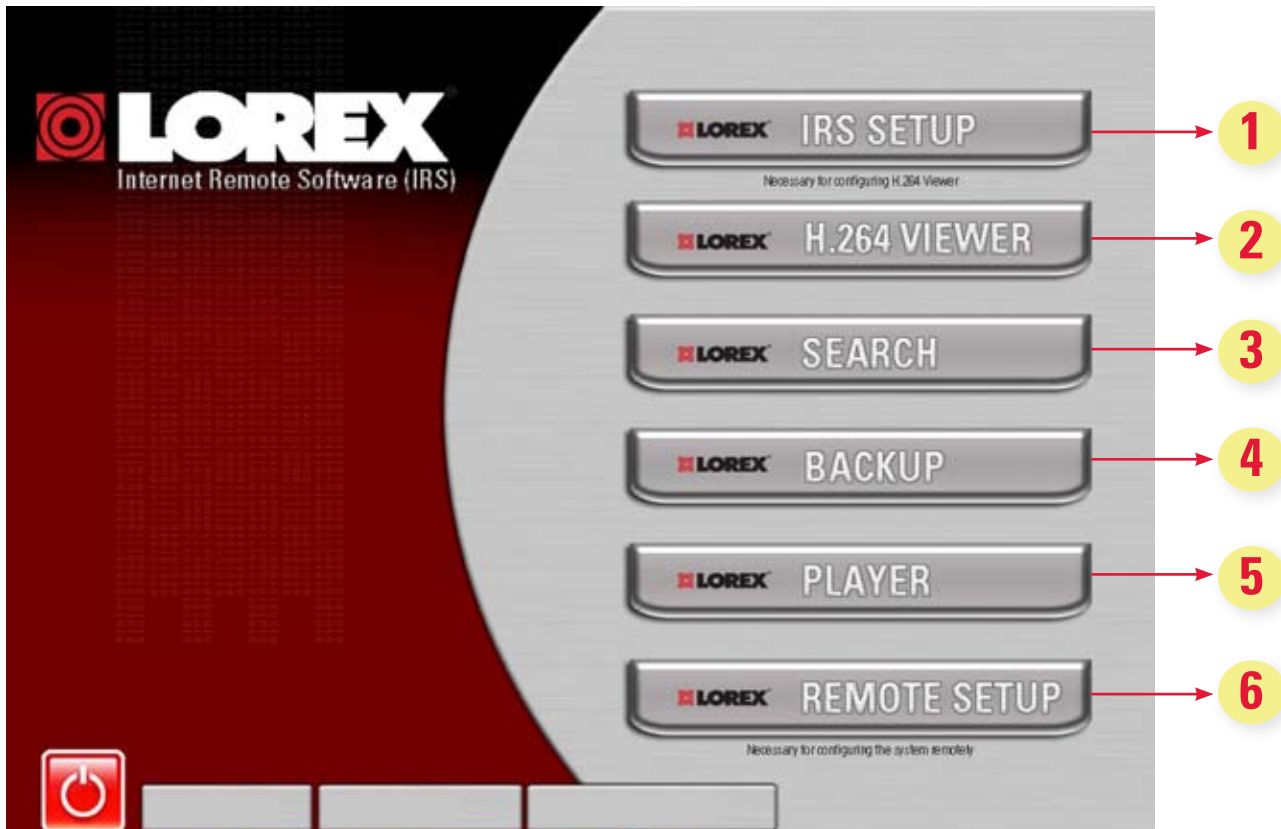 LOREX
Internet Remote Software (IRS)
LOREX IRS SETUP
1
Necessary for configuring H.264 Viewer
LOREX H.264 VIEWER
2
LOREX SEARCH
3
LOREX BACKUP
4
LOREX PLAYER
5
LOREX REMOTE SETUP
6
Necessary for configuring the system remotely